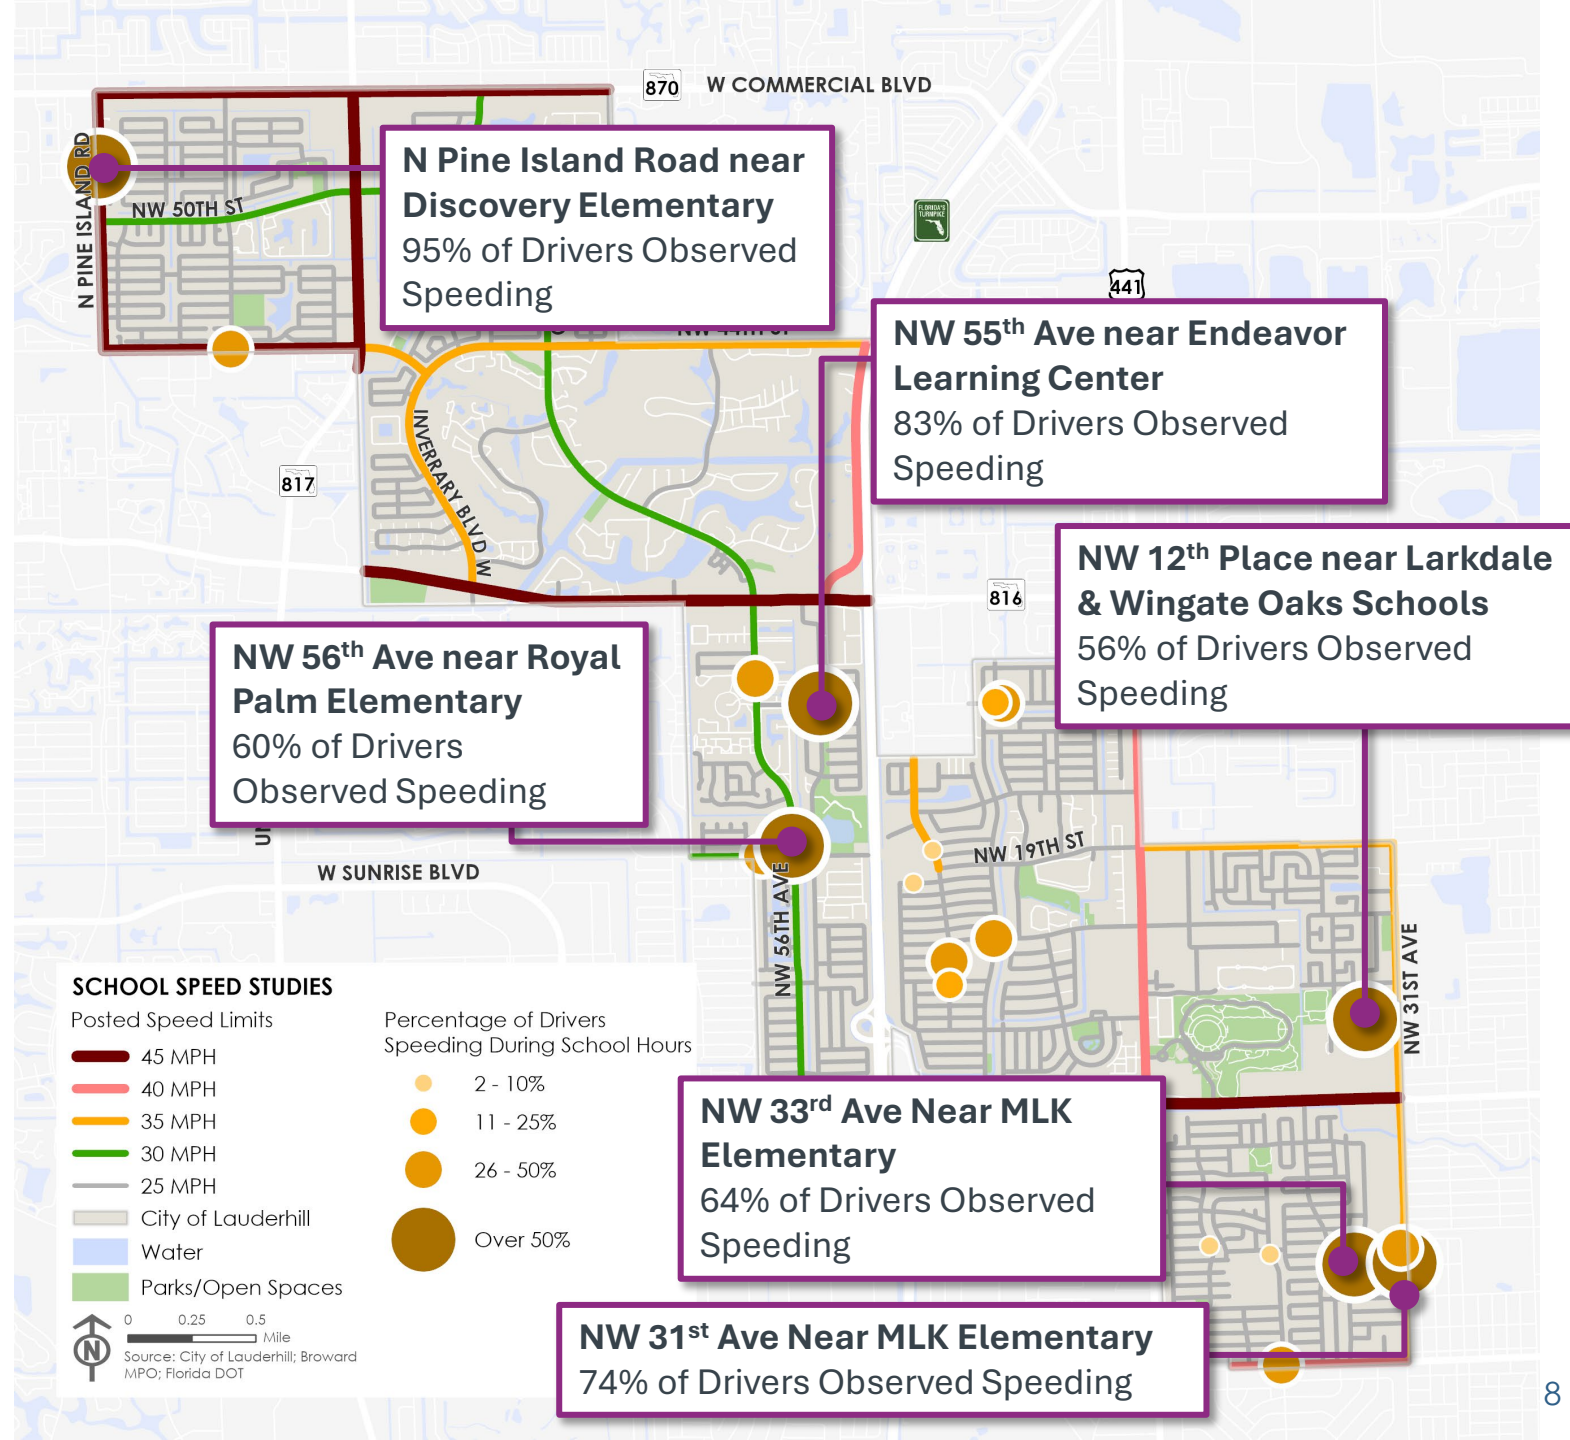 870
W COMMERCIAL BLVD
N PINE ISLAND RD
NW 50TH ST
N Pine Island Road near
Discovery Elementary
95% of Drivers Observed
Speeding
FLORIDA'S
TURNPIKE
441
NW 44TH ST
NW 55th Ave near Endeavor
Learning Center
83% of Drivers Observed
Speeding
INVERRARY BLVD W
817
816
NW 12th Place near Larkdale
& Wingate Oaks Schools
56% of Drivers Observed
Speeding
NW 56th Ave near Royal
Palm Elementary
60% of Drivers
Observed Speeding
W SUNRISE BLVD
NW 19TH ST
NW 56TH AVE
NW 31ST AVE
SCHOOL SPEED STUDIES
Posted Speed Limits
45 MPH
40 MPH
35 MPH
30 MPH
25 MPH
City of Lauderhill
Water
Parks/Open Spaces
Percentage of Drivers
Speeding During School Hours
2 - 10%
11 - 25%
26 - 50%
Over 50%
N
0 0.25 0.5
Mile
Source: City of Lauderhill; Broward
MPO; Florida DOT
NW 33rd Ave Near MLK
Elementary
64% of Drivers Observed
Speeding
NW 31st Ave Near MLK Elementary
74% of Drivers Observed Speeding
8